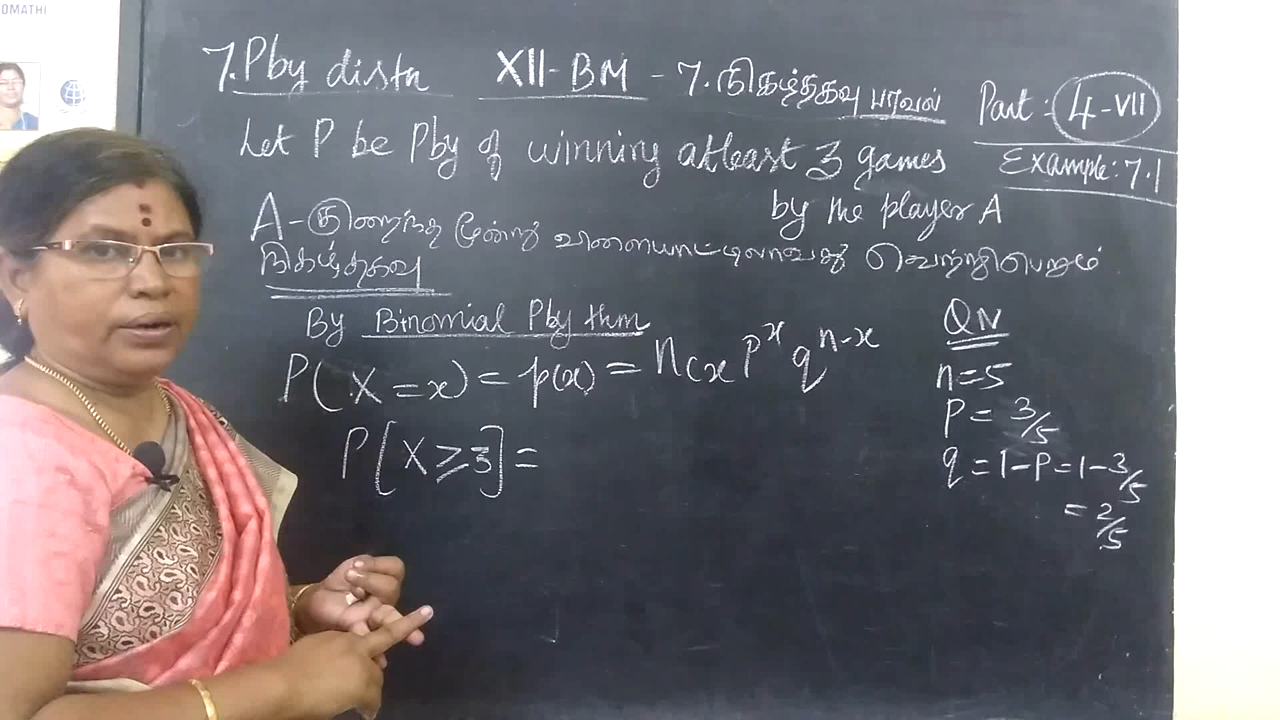 OMATHI
7. Pby distn XII - BM - 7. நிகழ்தகவு பரவல் Part : 4 - VII
Example : 7.1
Let P be Pby of winning atleast 3 games
by the player A
A - குறைந்தது மூன்று விளையாட்டிலாவது வெற்றிபெறும்
நிகழ்தகவு
By Binomial Pby thm
P(X = x) = p(x) = ncx p^x q^n-x
P[X ≥ 3] =
QN
n = 5
P = 3/5
q = 1 - P = 1 - 3/5
= 2/5